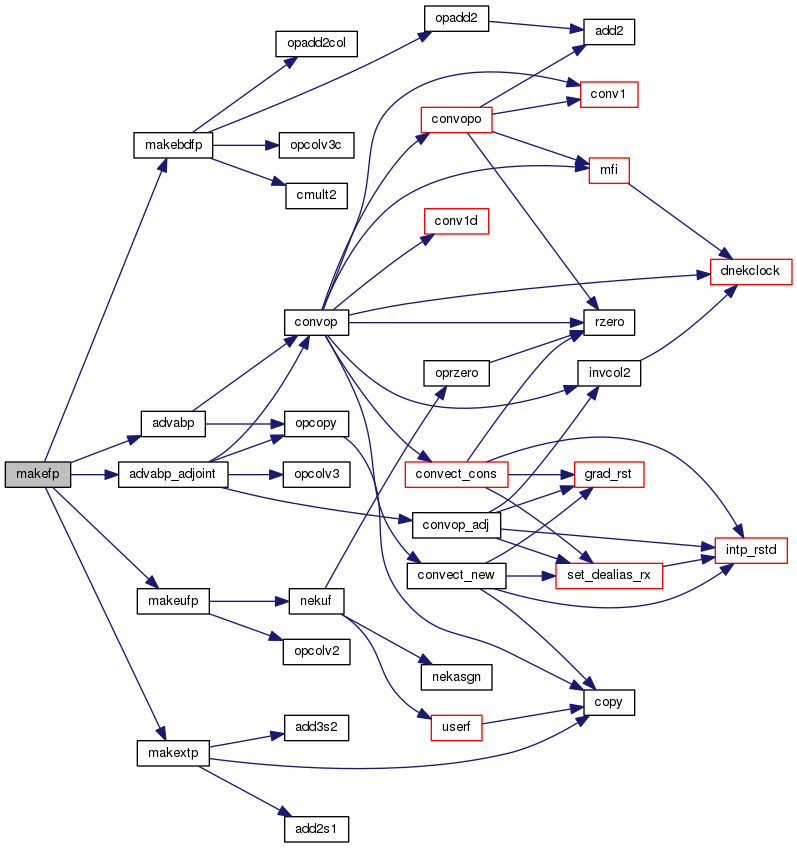 opadd2
add2
opadd2col
conv1
convopo
makebdfp
opcolv3c
mfi
cmult2
conv1d
dnekclock
convop
rzero
oprzero
invcol2
advabp
opcopy
makefp
advabp_adjoint
opcolv3
convect_cons
grad_rst
convop_adj
intp_rstd
convect_new
set_dealias_rx
makeufp
nekuf
opcolv2
nekasgn
copy
userf
add3s2
makextp
add2s1